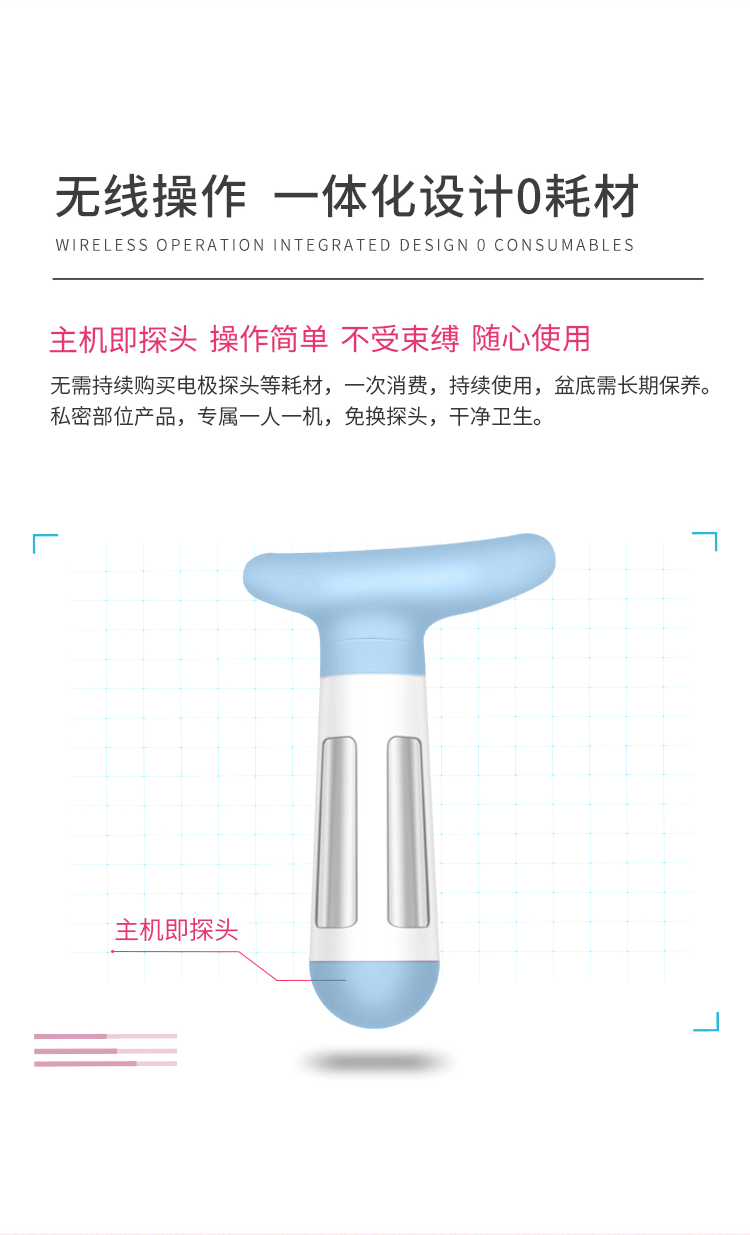 无线操作 一体化设计0耗材
WIRELESS OPERATION INTEGRATED DESIGN 0 CONSUMABLES
主机即探头 操作简单 不受束缚 随心使用
无需持续购买电极探头等耗材，一次消费，持续使用，盆底需长期保养。
私密部位产品，专属一人一机，免换探头，干净卫生。
主机即探头